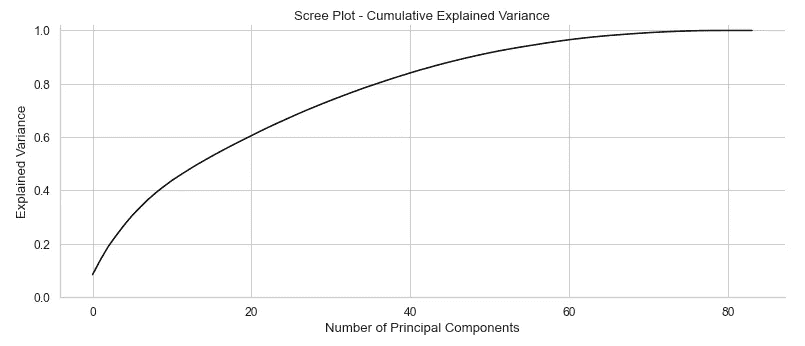 Scree Plot - Cumulative Explained Variance
1.0
0.8
0.6
0.4
0.2
0.0
Explained Variance
0 20 40 60 80
Number of Principal Components